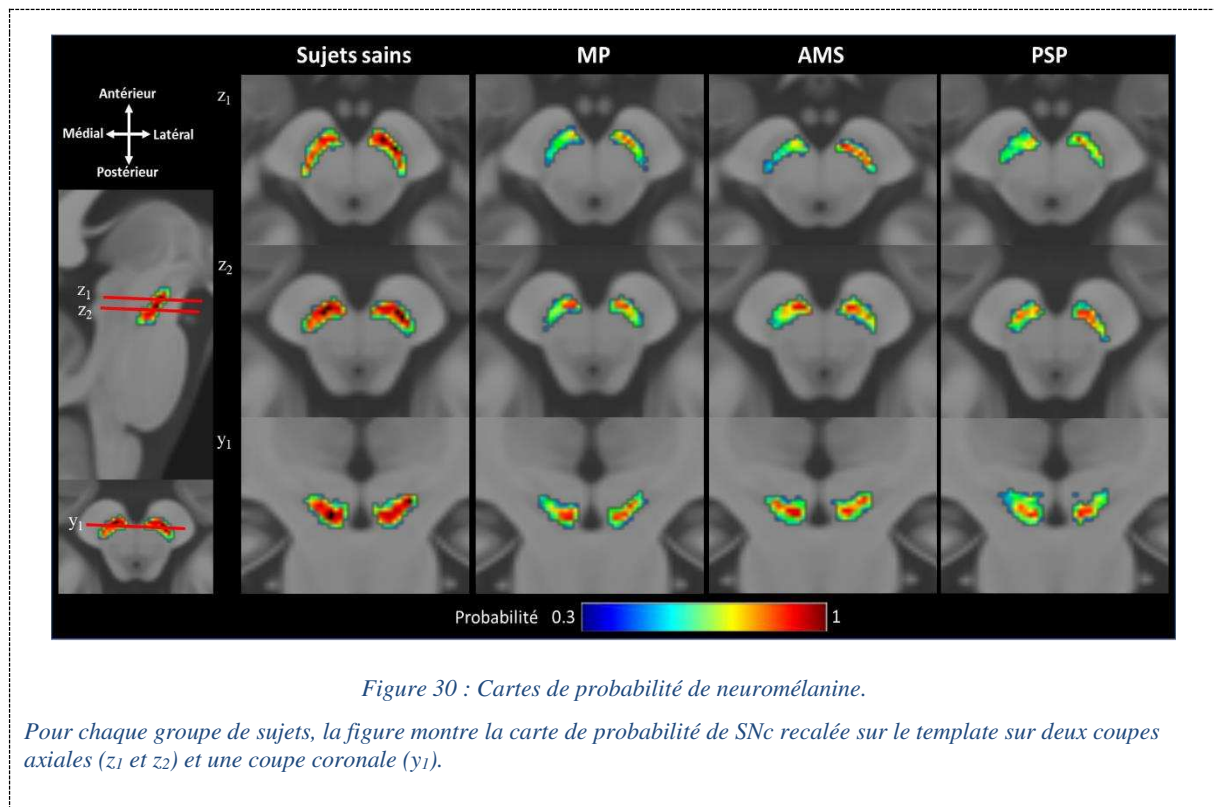 Sujets sains MP AMS PSP
Antérieur
Médial Latéral
Postérieur
z1
z2
y1
z1
z2
y1
Probabilité 0.3 1
Figure 30 : Cartes de probabilité de neuromélanine.
Pour chaque groupe de sujets, la figure montre la carte de probabilité de SNc recalée sur le template sur deux coupes
axiales (z1 et z2) et une coupe coronale (y1).